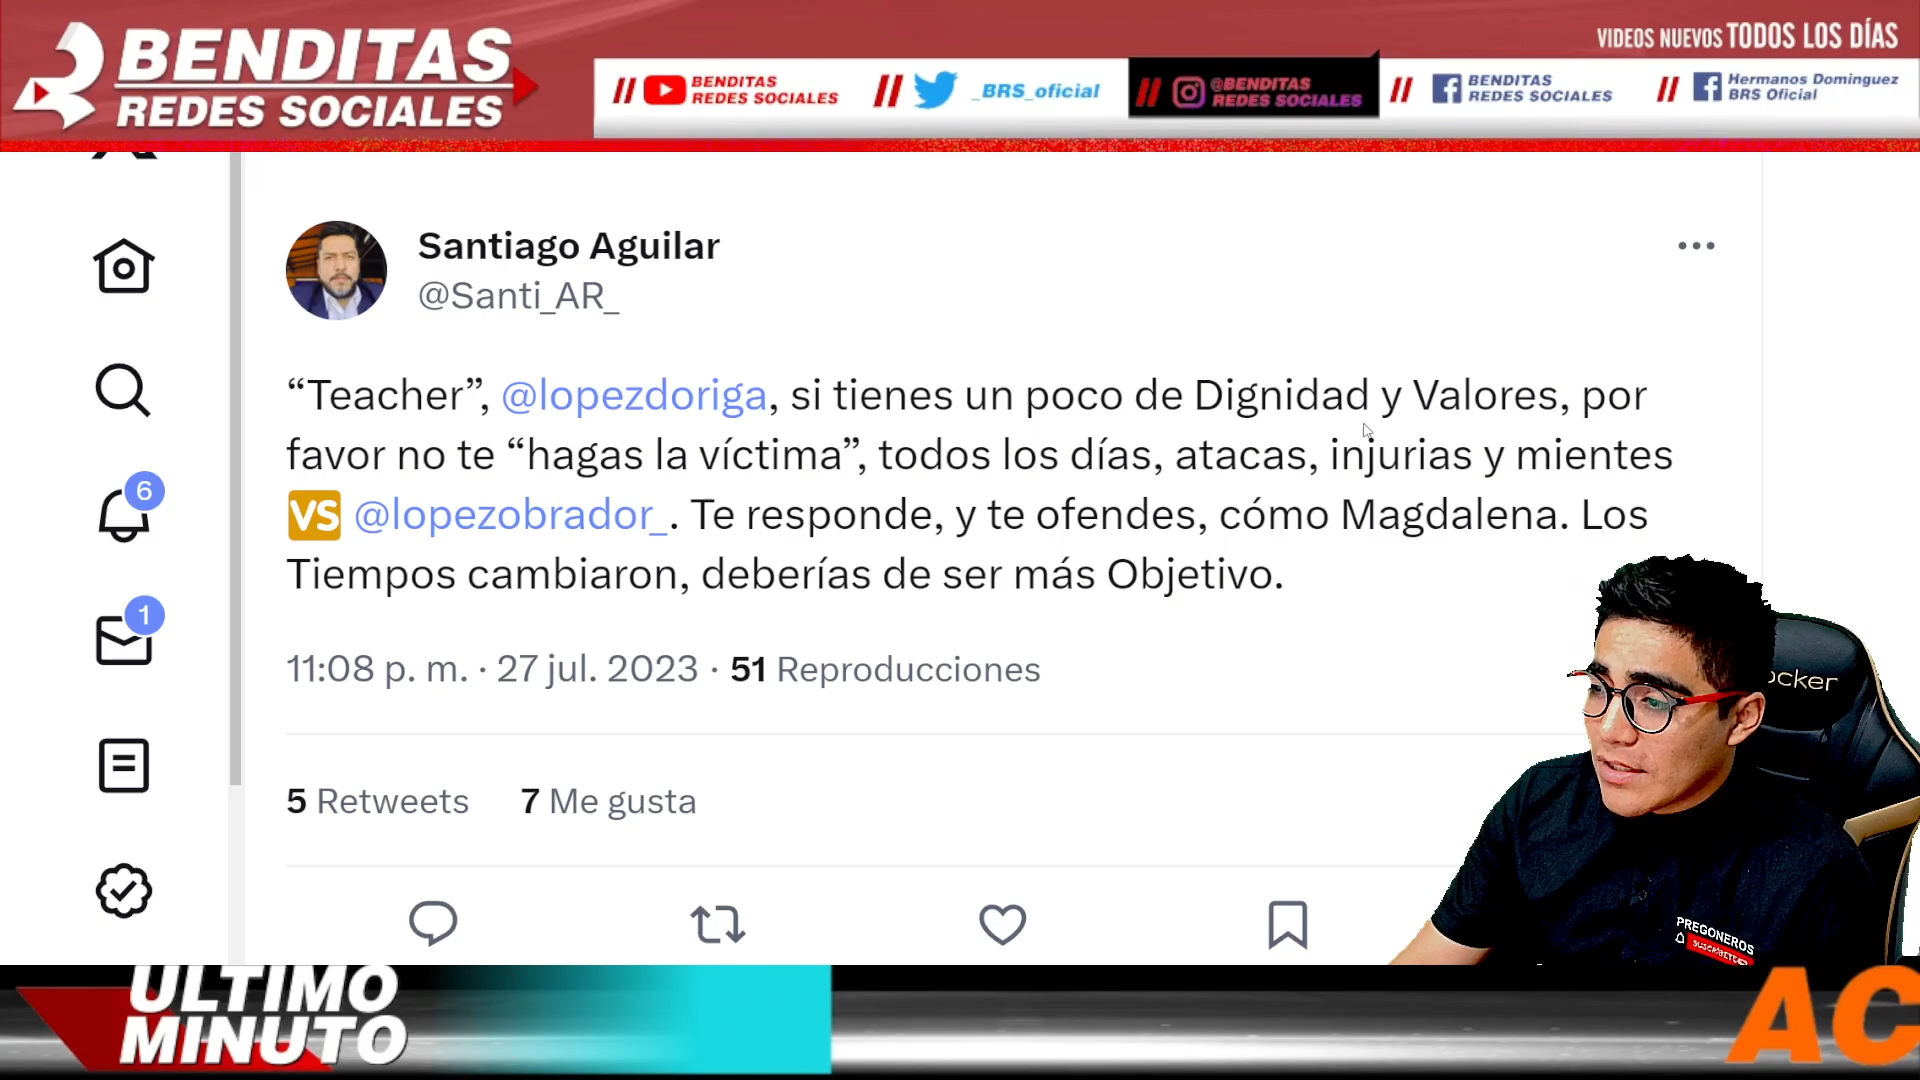 BENDITAS
REDES SOCIALES
VIDEOS NUEVOS TODOS LOS DÍAS
BENDITAS
REDES SOCIALES
_BRS_oficial
@BENDITAS
REDES SOCIALES
BENDITAS
REDES SOCIALES
Hermanos Dominguez
BRS Oficial
Santiago Aguilar
@Santi_AR_
“Teacher”, @lopezdoriga, si tienes un poco de Dignidad y Valores, por
favor no te “hagas la víctima”, todos los días, atacas, injurias y mientes
VS @lopezobrador_. Te responde, y te ofendes, cómo Magdalena. Los
Tiempos cambiaron, deberías de ser más Objetivo.
11:08 p. m. · 27 jul. 2023 · 51 Reproducciones
5 Retweets 7 Me gusta
6
1
ocker
PREGONEROS
SUSCRÍBETE
ULTIMO
MINUTO
AC